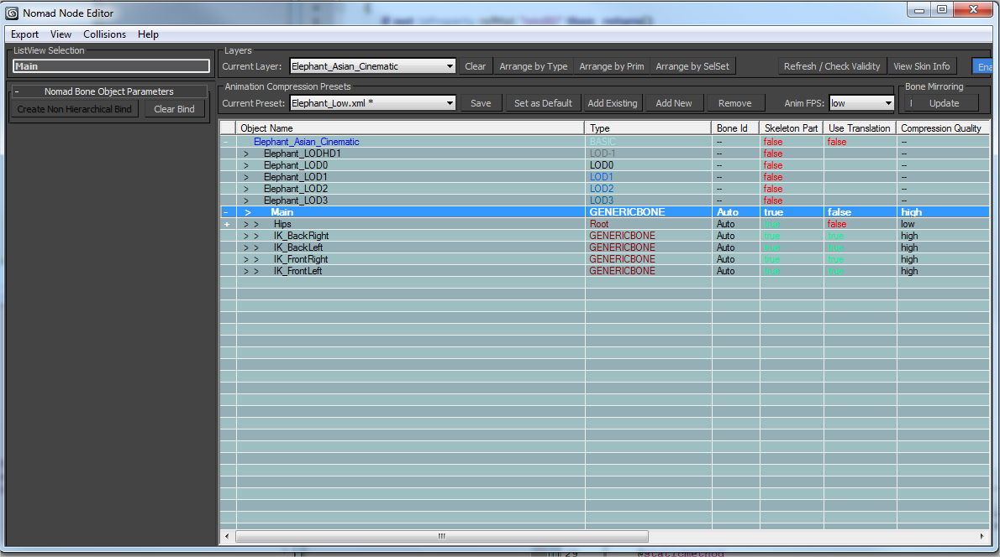 Nomad Node Editor
Export View Collisions Help
ListView Selection
Main
- Nomad Bone Object Parameters
Create Non Hierarchical Bind Clear Bind
Layers
Current Layer: Elephant_Asian_Cinematic Clear Arrange by Type Arrange by Prim Arrange by SelSet Refresh / Check Validity View Skin Info Ena
Animation Compression Presets
Current Preset: Elephant_Low.xml * Save Set as Default Add Existing Add New Remove Anim FPS: low
Bone Mirroring
I Update
Object Name Type Bone Id Skeleton Part Use Translation Compression Quality
- Elephant_Asian_Cinematic BASIC -- false false --
> Elephant_LODHD1 LOD-1 -- false --
> Elephant_LOD0 LOD0 -- false --
> Elephant_LOD1 LOD1 -- false --
> Elephant_LOD2 LOD2 -- false --
> Elephant_LOD3 LOD3 -- false --
- > Main GENERICBONE Auto true false high
+ > > Hips Root Auto true false low
> > IK_BackRight GENERICBONE Auto true true high
> > IK_BackLeft GENERICBONE Auto true true high
> > IK_FrontRight GENERICBONE Auto true true high
> > IK_FrontLeft GENERICBONE Auto true true high
29 @staticmethod